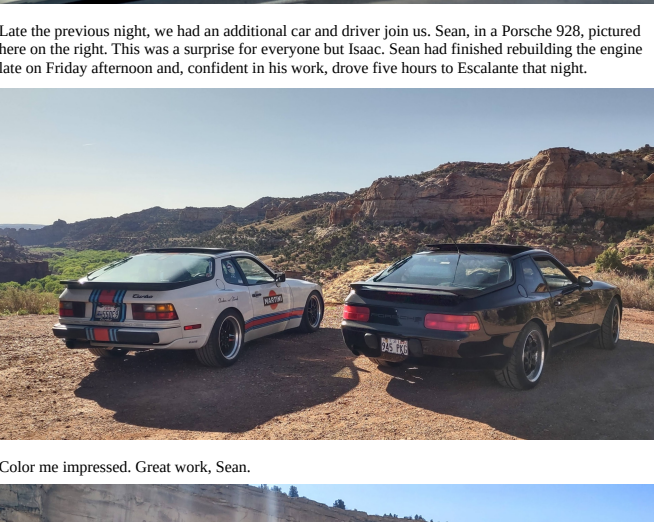 Late the previous night, we had an additional car and driver join us. Sean, in a Porsche 928, pictured
here on the right. This was a surprise for everyone but Isaac. Sean had finished rebuilding the engine
late on Friday afternoon and, confident in his work, drove five hours to Escalante that night.
turbo
MARTINI
Color me impressed. Great work, Sean.